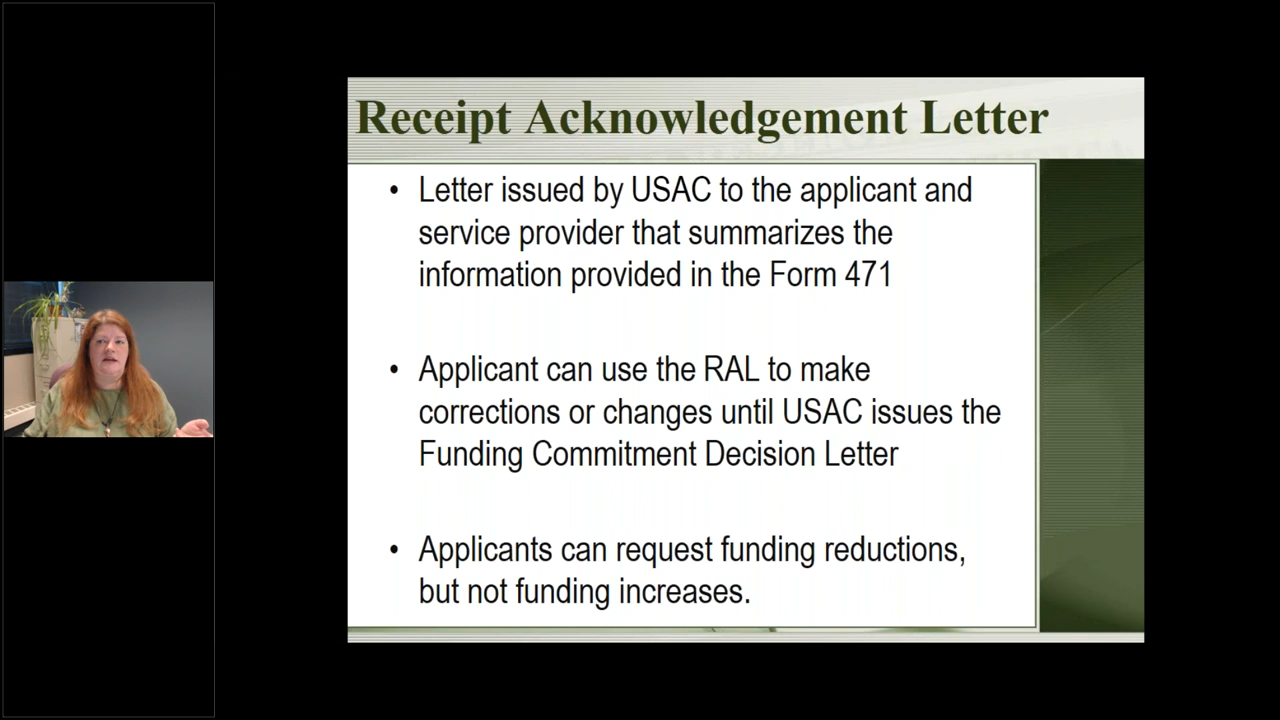 Receipt Acknowledgement Letter
• Letter issued by USAC to the applicant and
service provider that summarizes the
information provided in the Form 471
• Applicant can use the RAL to make
corrections or changes until USAC issues the
Funding Commitment Decision Letter
• Applicants can request funding reductions,
but not funding increases.